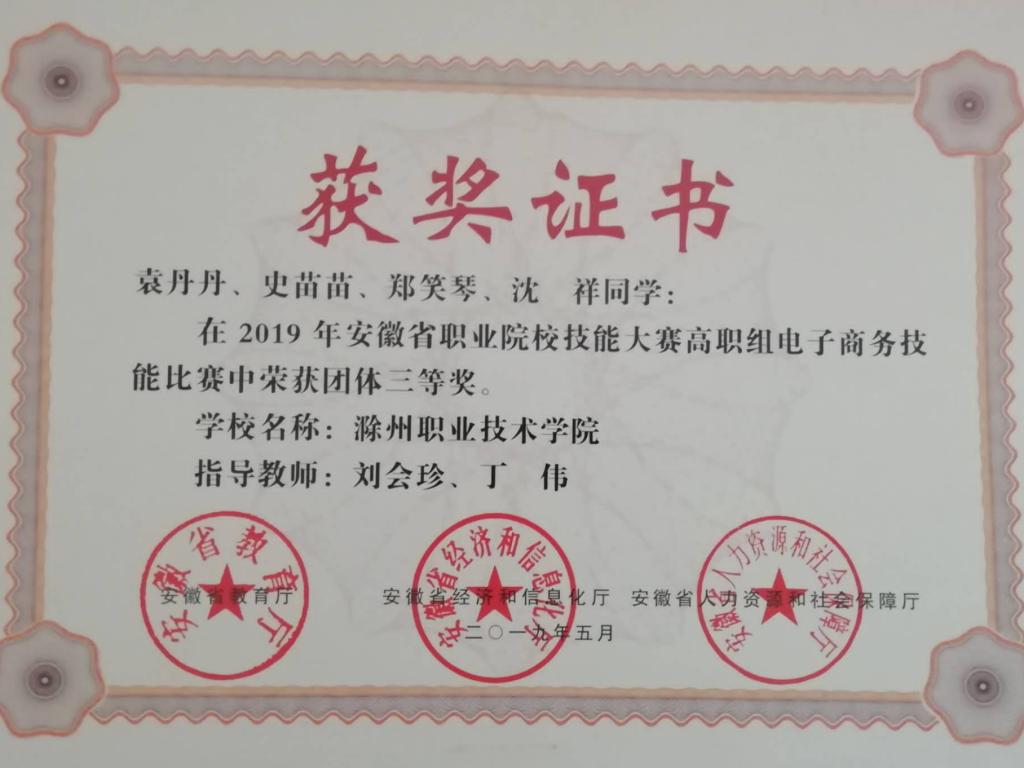 获奖证书
袁丹丹、史苗苗、郑笑琴、沈　祥同学：
在 2019 年安徽省职业院校技能大赛高职组电子商务技
能比赛中荣获团体三等奖。
学校名称：滁州职业技术学院
指导教师：刘会珍、丁　伟
安徽省教育厅
安徽省经济和信息化厅
安徽省人力资源和社会保障厅
安徽省教育厅　安徽省经济和信息化厅　安徽省人力资源和社会保障厅
二〇一九年五月